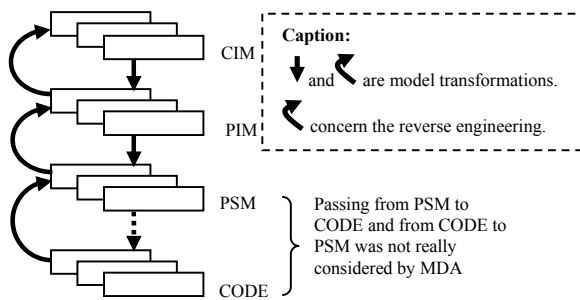 CIM
PIM
PSM
CODE
Caption:
and are model transformations.
concern the reverse engineering.
Passing from PSM to
CODE and from CODE to
PSM was not really
considered by MDA